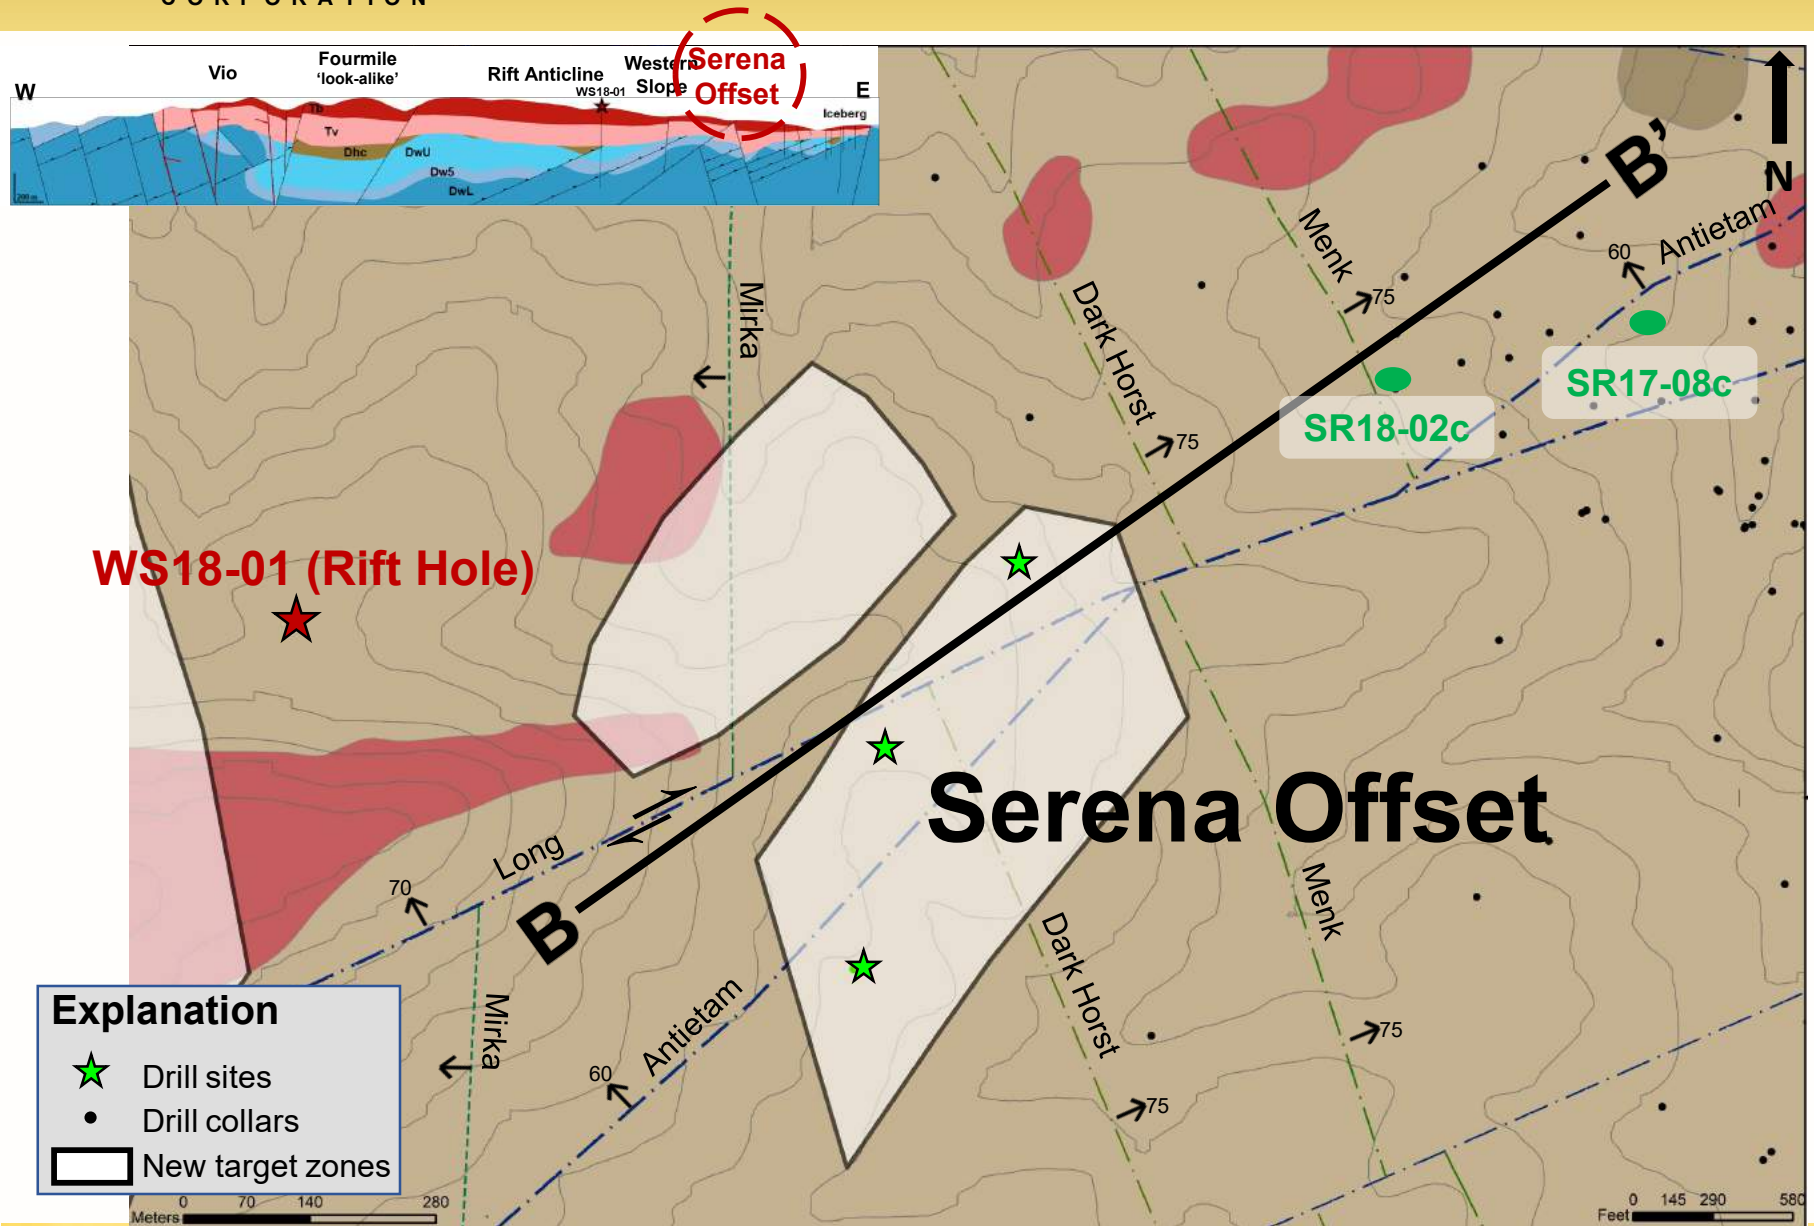 CORPORATION
W
Vio
Fourmile
'look-alike'
Rift Anticline
WS18-01
Western
Slope
Serena
Offset
E
Iceberg
Tb
Tv
Dhc
DwU
Dw5
DwL
200 m
N
B'
Antietam
60
Menk
75
Mirka
Dark Horst
75
SR17-08c
SR18-02c
WS18-01 (Rift Hole)
Serena Offset
Long
70
B
Menk
Dark Horst
75
75
Mirka
Antietam
60
Explanation
Drill sites
Drill collars
New target zones
0 70 140 280
Meters
0 145 290 580
Feet